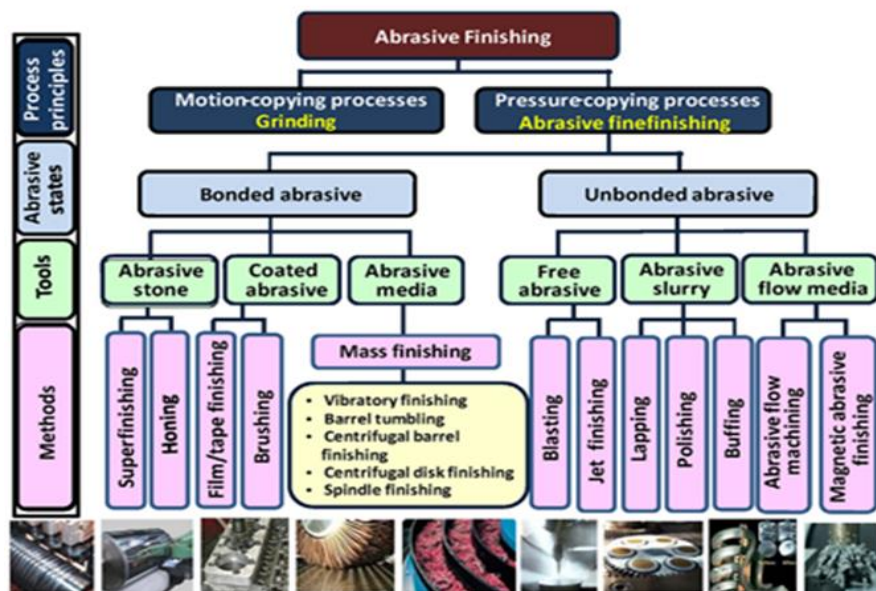 Abrasive Finishing
Process
principles
Motion-copying processes
Grinding
Pressure-copying processes
Abrasive finefinishing
Abrasive
states
Bonded abrasive
Unbonded abrasive
Tools
Abrasive
stone
Coated
abrasive
Abrasive
media
Free
abrasive
Abrasive
slurry
Abrasive
flow media
Methods
Superfinishing
Honing
Film/tape finishing
Brushing
Mass finishing
• Vibratory finishing
• Barrel tumbling
• Centrifugal barrel
finishing
• Centrifugal disk finishing
• Spindle finishing
Blasting
Jet finishing
Lapping
Polishing
Buffing
Abrasive flow
machining
Magnetic abrasive
finishing